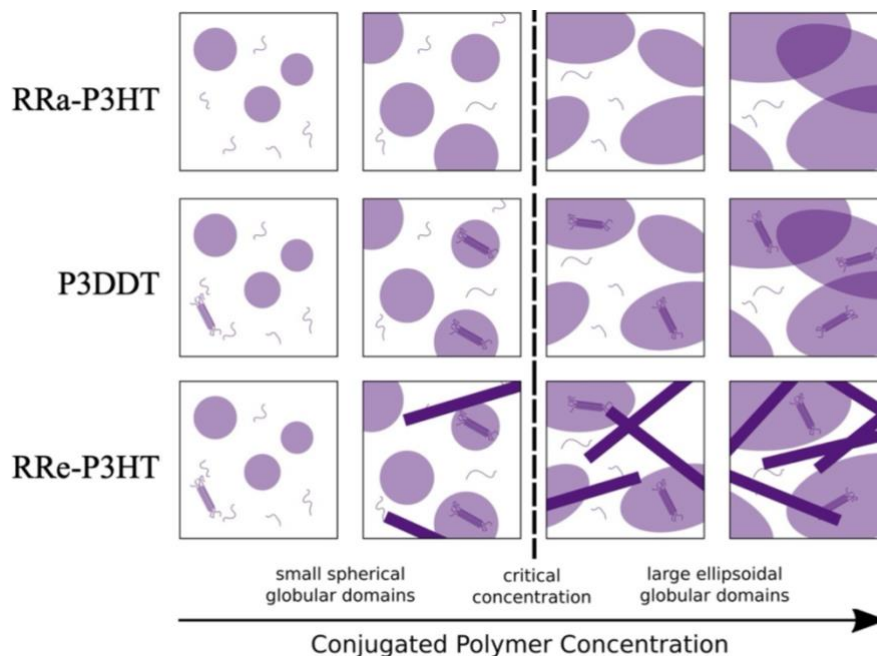 RRa-P3HT
P3DDT
RRe-P3HT
small spherical
globular domains
critical
concentration
large ellipsoidal
globular domains
Conjugated Polymer Concentration